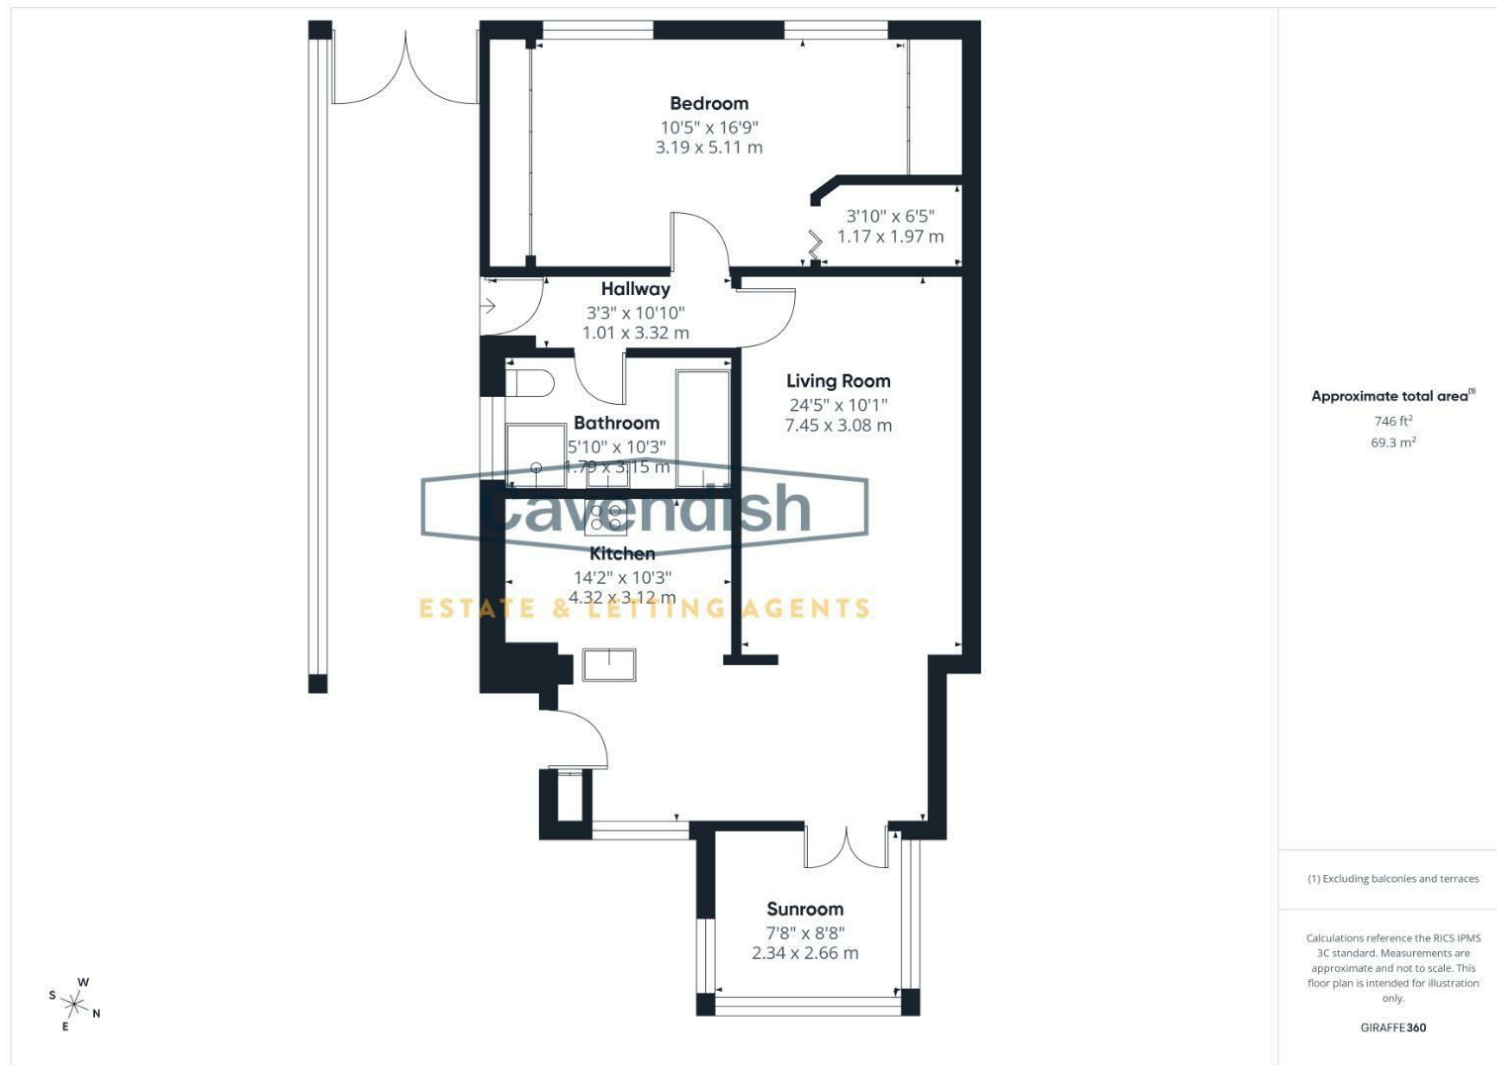 Bedroom
10'5" x 16'9"
3.19 x 5.11 m
3'10" x 6'5"
1.17 x 1.97 m
Hallway
3'3" x 10'10"
1.01 x 3.32 m
Living Room
24'5" x 10'1"
7.45 x 3.08 m
Bathroom
5'10" x 10'3"
1.79 x 3.15 m
Cavendish
Kitchen
14'2" x 10'3"
4.32 x 3.12 m
ESTATE & LETTING AGENTS
Sunroom
7'8" x 8'8"
2.34 x 2.66 m
W
S
N
E
Approximate total area(1)
746 ft²
69.3 m²
(1) Excluding balconies and terraces
Calculations reference the RICS IPMS
3C standard. Measurements are
approximate and not to scale. This
floor plan is intended for illustration
only.
GIRAFFE360